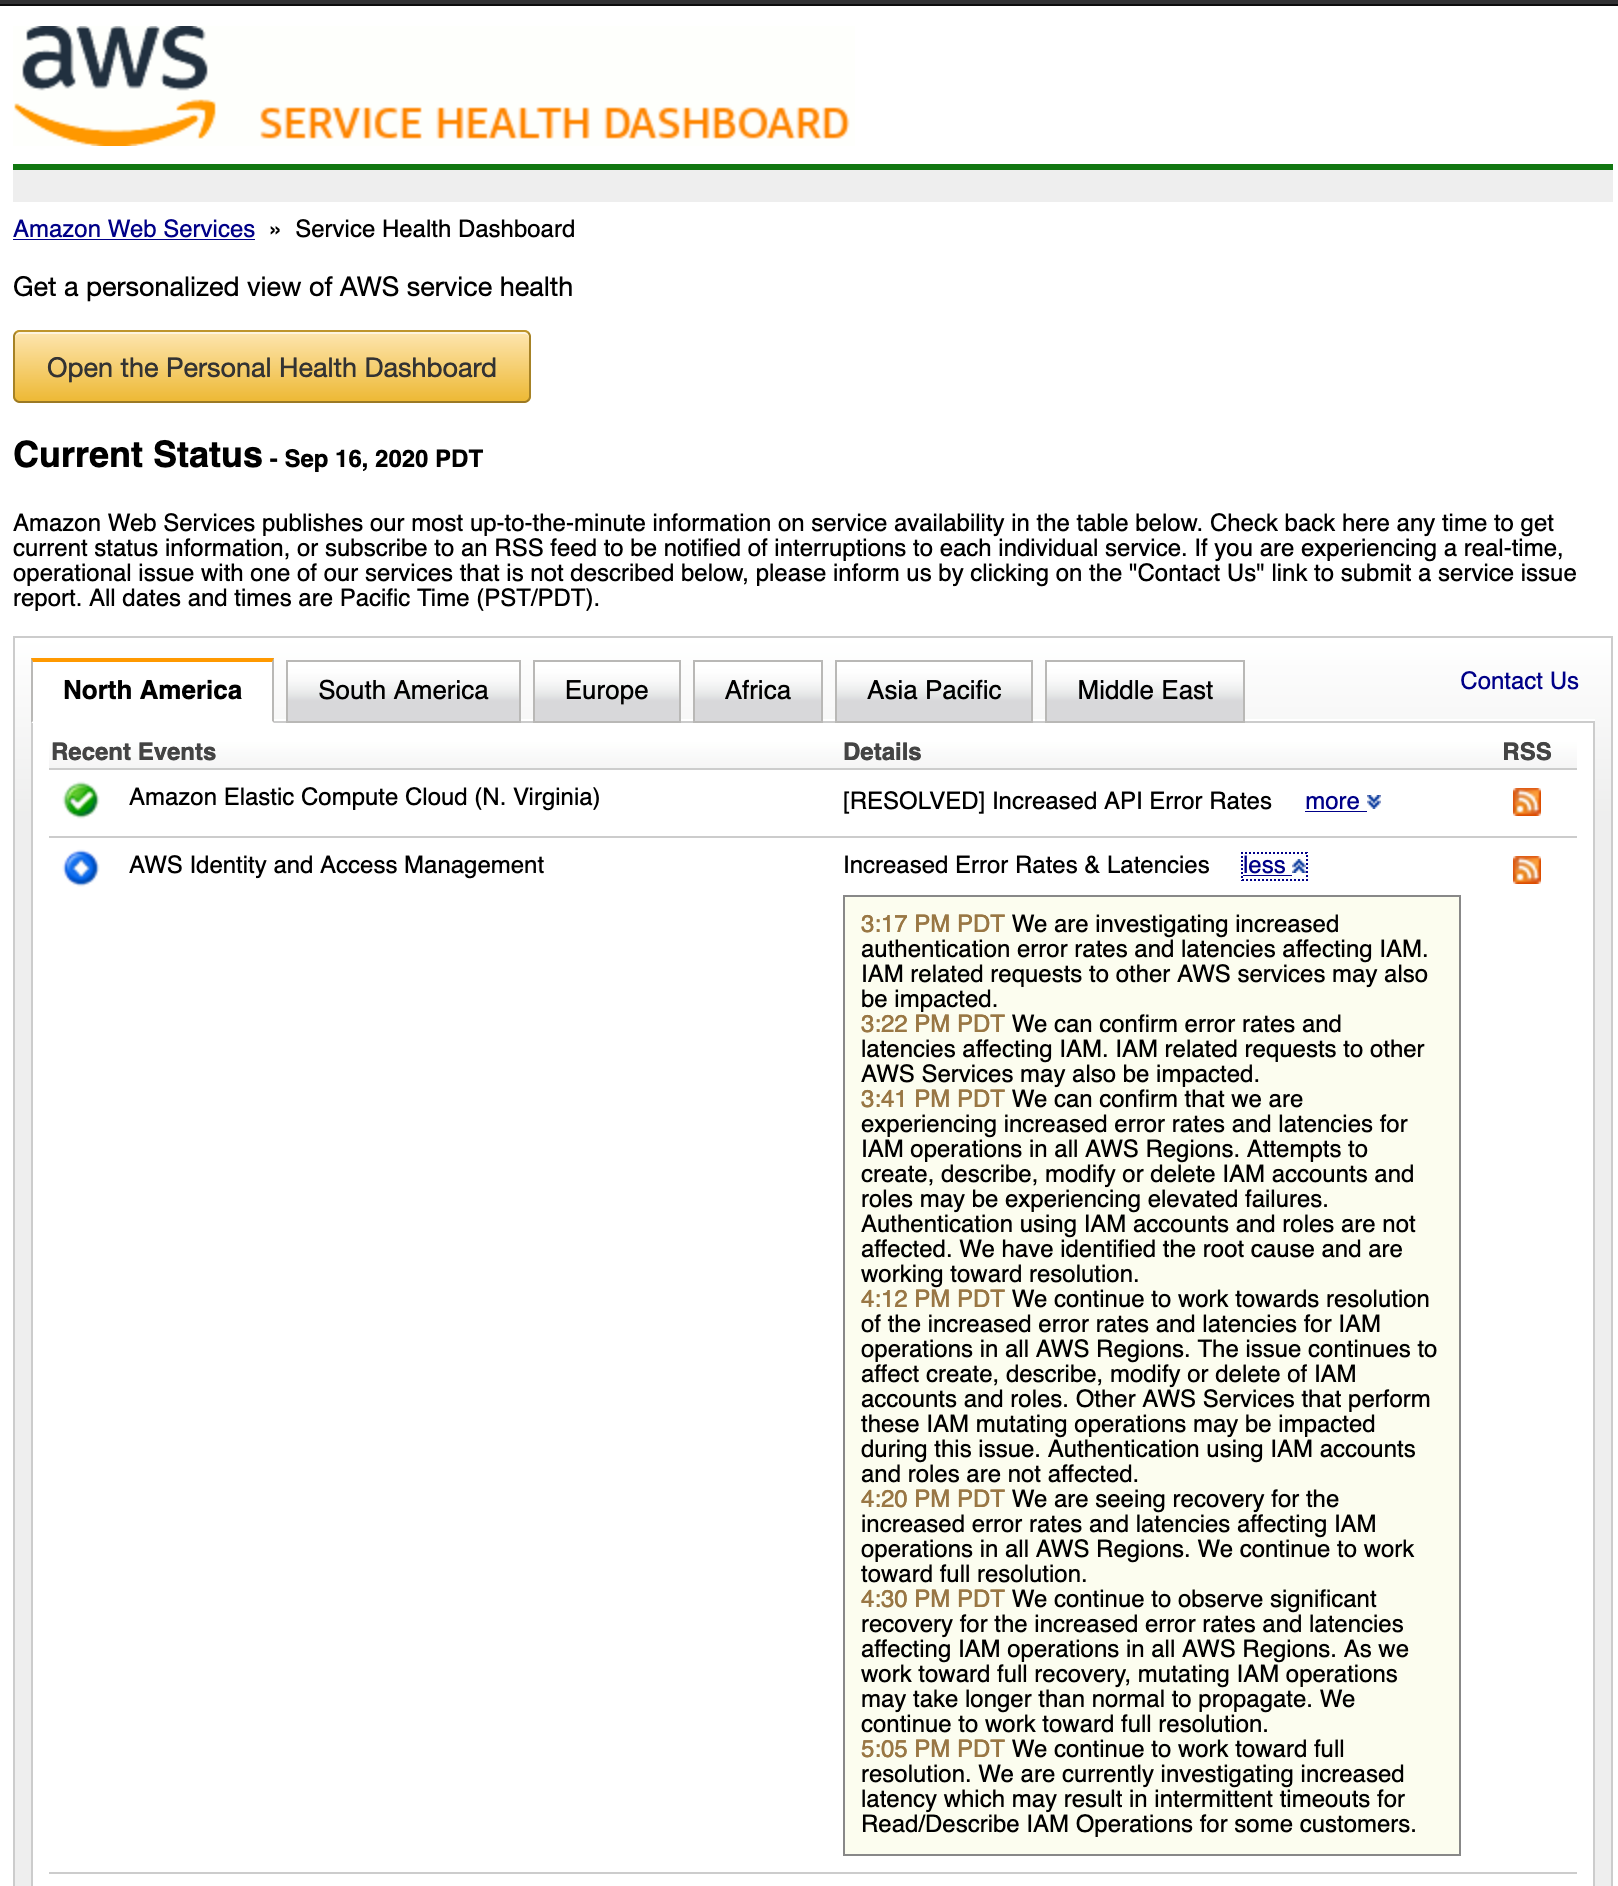 aws
SERVICE HEALTH DASHBOARD
Amazon Web Services » Service Health Dashboard
Get a personalized view of AWS service health
Open the Personal Health Dashboard
Current Status - Sep 16, 2020 PDT
Amazon Web Services publishes our most up-to-the-minute information on service availability in the table below. Check back here any time to get
current status information, or subscribe to an RSS feed to be notified of interruptions to each individual service. If you are experiencing a real-time,
operational issue with one of our services that is not described below, please inform us by clicking on the "Contact Us" link to submit a service issue
report. All dates and times are Pacific Time (PST/PDT).
North America South America Europe Africa Asia Pacific Middle East Contact Us
Recent Events Details RSS
Amazon Elastic Compute Cloud (N. Virginia) [RESOLVED] Increased API Error Rates more
AWS Identity and Access Management Increased Error Rates & Latencies less
3:17 PM PDT We are investigating increased
authentication error rates and latencies affecting IAM.
IAM related requests to other AWS services may also
be impacted.
3:22 PM PDT We can confirm error rates and
latencies affecting IAM. IAM related requests to other
AWS Services may also be impacted.
3:41 PM PDT We can confirm that we are
experiencing increased error rates and latencies for
IAM operations in all AWS Regions. Attempts to
create, describe, modify or delete IAM accounts and
roles may be experiencing elevated failures.
Authentication using IAM accounts and roles are not
affected. We have identified the root cause and are
working toward resolution.
4:12 PM PDT We continue to work towards resolution
of the increased error rates and latencies for IAM
operations in all AWS Regions. The issue continues to
affect create, describe, modify or delete of IAM
accounts and roles. Other AWS Services that perform
these IAM mutating operations may be impacted
during this issue. Authentication using IAM accounts
and roles are not affected.
4:20 PM PDT We are seeing recovery for the
increased error rates and latencies affecting IAM
operations in all AWS Regions. We continue to work
toward full resolution.
4:30 PM PDT We continue to observe significant
recovery for the increased error rates and latencies
affecting IAM operations in all AWS Regions. As we
work toward full recovery, mutating IAM operations
may take longer than normal to propagate. We
continue to work toward full resolution.
5:05 PM PDT We continue to work toward full
resolution. We are currently investigating increased
latency which may result in intermittent timeouts for
Read/Describe IAM Operations for some customers.